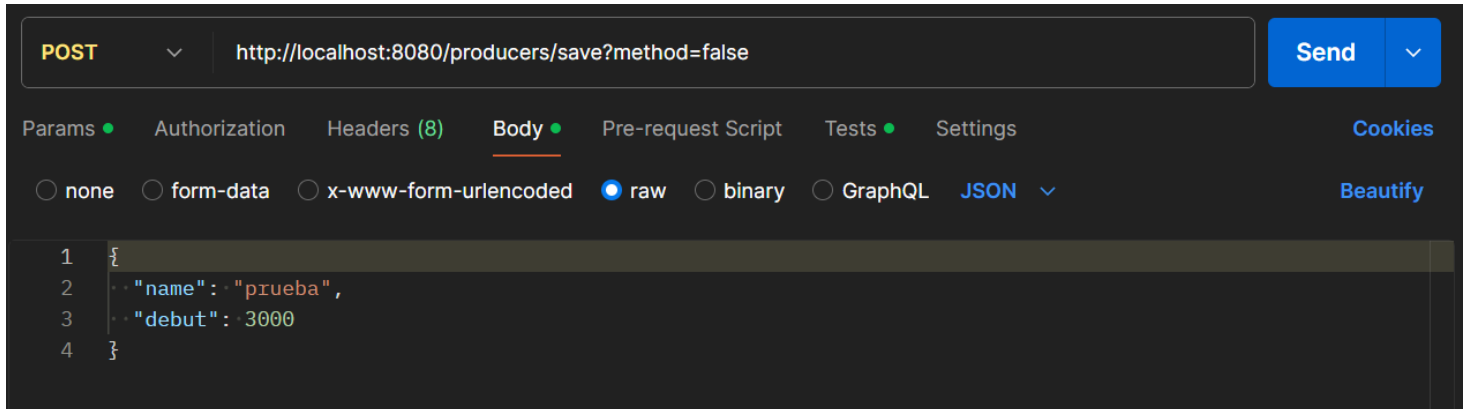 POST http://localhost:8080/producers/save?method=false Send
Params Authorization Headers (8) Body Pre-request Script Tests Settings Cookies
none form-data x-www-form-urlencoded raw binary GraphQL JSON Beautify
1 {
2 "name": "prueba",
3 "debut": 3000
4 }